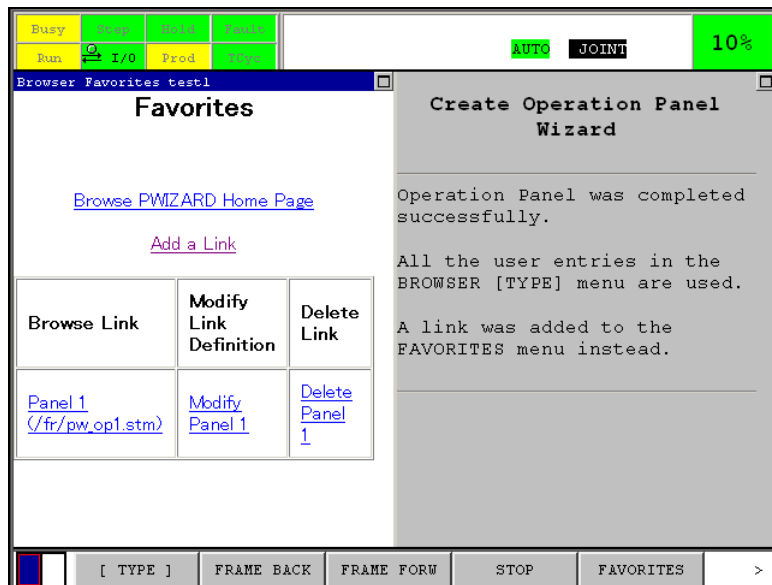 Busy Step Hold Fault
Run I/O Prod TCyc
AUTO JOINT
10%
Browser Favorites test1
Favorites
Browse PWIZARD Home Page
Add a Link
Browse Link
Modify
Link
Definition
Delete
Link
Panel 1
(/fr/pw_op1.stm)
Modify
Panel 1
Delete
Panel
1
Create Operation Panel
Wizard
Operation Panel was completed
successfully.
All the user entries in the
BROWSER [TYPE] menu are used.
A link was added to the
FAVORITES menu instead.
[ TYPE ] FRAME BACK FRAME FORW STOP FAVORITES >